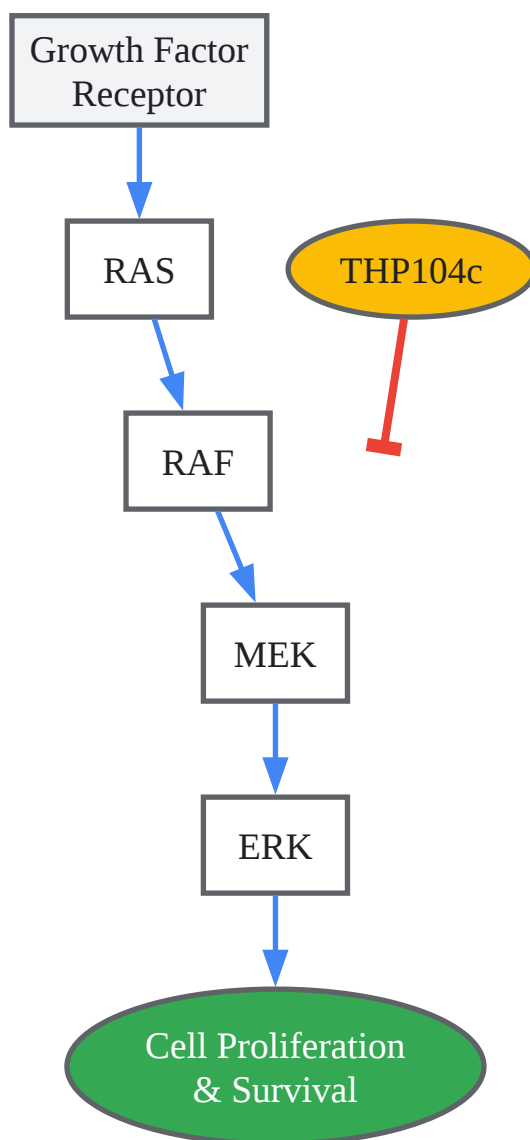 Growth Factor
Receptor
RAS
THP104c
RAF
MEK
ERK
Cell Proliferation
& Survival